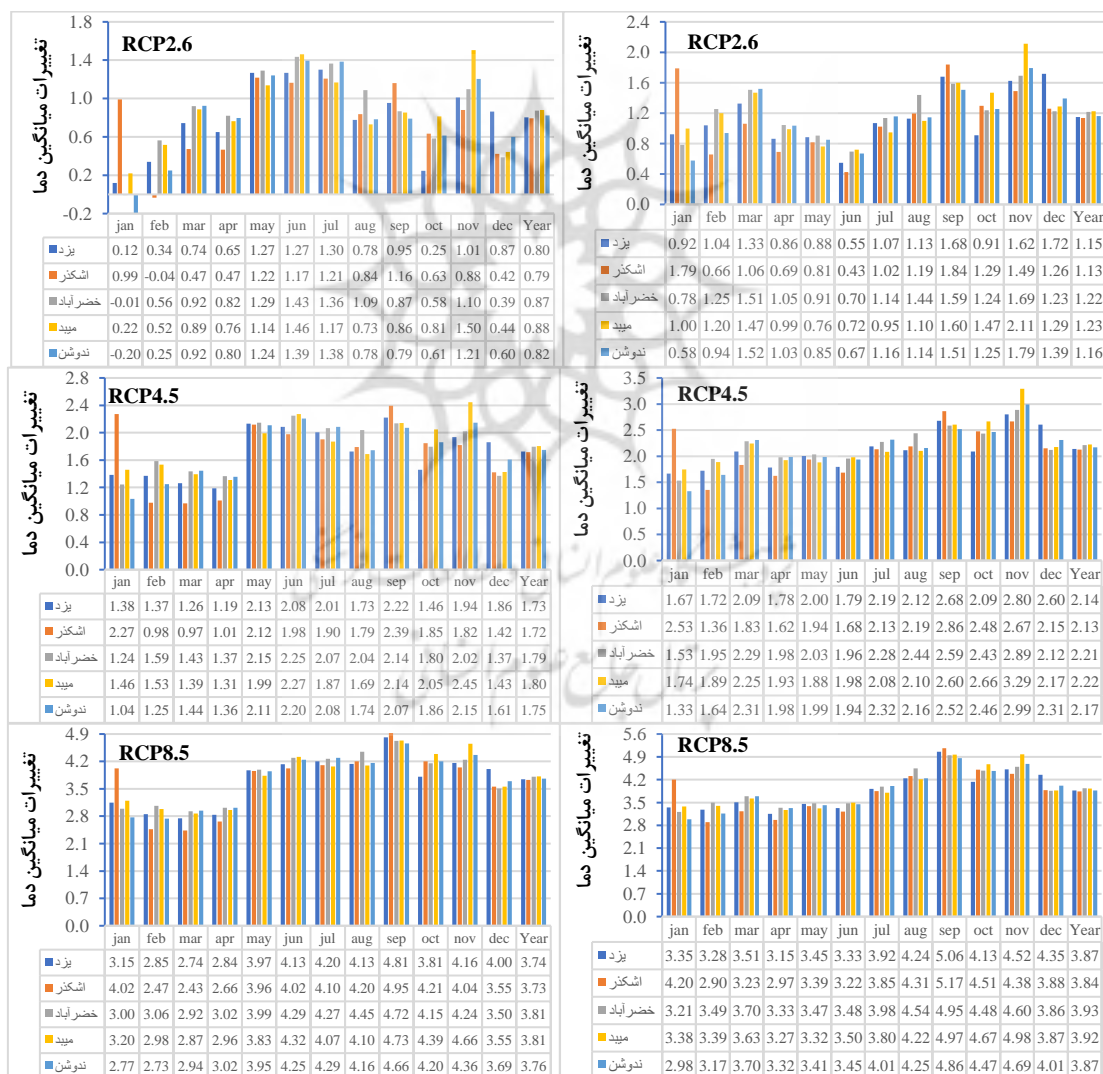 تغییرات میانگین دما
RCP2.6
1.8
1.4
1.0
0.6
0.2
-0.2
jan feb mar apr may jun jul aug sep oct nov dec Year
یزد 0.12 0.34 0.74 0.65 1.27 1.27 1.30 0.78 0.95 0.25 1.01 0.87 0.80
اشکذر 0.99 -0.04 0.47 0.47 1.22 1.17 1.21 0.84 1.16 0.63 0.88 0.42 0.79
خضرآباد -0.01 0.56 0.92 0.82 1.29 1.43 1.36 1.09 0.87 0.58 1.10 0.39 0.87
میبد 0.22 0.52 0.89 0.76 1.14 1.46 1.17 0.73 0.86 0.81 1.50 0.44 0.88
ندوشن -0.20 0.25 0.92 0.80 1.24 1.39 1.38 0.78 0.79 0.61 1.21 0.60 0.82
تغییرات میانگین دما
RCP2.6
2.4
2.0
1.6
1.2
0.8
0.4
0.0
jan feb mar apr may jun jul aug sep oct nov dec Year
یزد 0.92 1.04 1.33 0.86 0.88 0.55 1.07 1.13 1.68 0.91 1.62 1.72 1.15
اشکذر 1.79 0.66 1.06 0.69 0.81 0.43 1.02 1.19 1.84 1.29 1.49 1.26 1.13
خضرآباد 0.78 1.25 1.51 1.05 0.91 0.70 1.14 1.44 1.59 1.24 1.69 1.23 1.22
میبد 1.00 1.20 1.47 0.99 0.76 0.72 0.95 1.10 1.60 1.47 2.11 1.29 1.23
ندوشن 0.58 0.94 1.52 1.03 0.85 0.67 1.16 1.14 1.51 1.25 1.79 1.39 1.16
تغییرات میانگین دما
RCP4.5
2.8
2.4
2.0
1.6
1.2
0.8
0.4
0.0
jan feb mar apr may jun jul aug sep oct nov dec Year
یزد 1.38 1.37 1.26 1.19 2.13 2.08 2.01 1.73 2.22 1.46 1.94 1.86 1.73
اشکذر 2.27 0.98 0.97 1.01 2.12 1.98 1.90 1.79 2.39 1.85 1.82 1.42 1.72
خضرآباد 1.24 1.59 1.43 1.37 2.15 2.25 2.07 2.04 2.14 1.80 2.02 1.37 1.79
میبد 1.46 1.53 1.39 1.31 1.99 2.27 1.87 1.69 2.14 2.05 2.45 1.43 1.80
ندوشن 1.04 1.25 1.44 1.36 2.11 2.20 2.08 1.74 2.07 1.86 2.15 1.61 1.75
تغییرات میانگین دما
RCP4.5
3.5
3.0
2.5
2.0
1.5
1.0
0.5
0.0
jan feb mar apr may jun jul aug sep oct nov dec Year
یزد 1.67 1.72 2.09 1.78 2.00 1.79 2.19 2.12 2.68 2.09 2.80 2.60 2.14
اشکذر 2.53 1.36 1.83 1.62 1.94 1.68 2.13 2.19 2.86 2.48 2.67 2.15 2.13
خضرآباد 1.53 1.95 2.29 1.98 2.03 1.96 2.28 2.44 2.59 2.43 2.89 2.12 2.21
میبد 1.74 1.89 2.25 1.93 1.88 1.98 2.08 2.10 2.60 2.66 3.29 2.17 2.22
ندوشن 1.33 1.64 2.31 1.98 1.99 1.94 2.32 2.16 2.52 2.46 2.99 2.31 2.17
تغییرات میانگین دما
RCP8.5
4.9
4.2
3.5
2.8
2.1
1.4
0.7
0.0
jan feb mar apr may jun jul aug sep oct nov dec Year
یزد 3.15 2.85 2.74 2.84 3.97 4.13 4.20 4.13 4.81 3.81 4.16 4.00 3.74
اشکذر 4.02 2.47 2.43 2.66 3.96 4.02 4.10 4.20 4.95 4.21 4.04 3.55 3.73
خضرآباد 3.00 3.06 2.92 3.02 3.99 4.29 4.27 4.45 4.72 4.15 4.24 3.50 3.81
میبد 3.20 2.98 2.87 2.96 3.83 4.32 4.07 4.10 4.73 4.39 4.66 3.55 3.81
ندوشن 2.77 2.73 2.94 3.02 3.95 4.25 4.29 4.16 4.66 4.20 4.36 3.69 3.76
تغییرات میانگین دما
RCP8.5
5.6
4.9
4.2
3.5
2.8
2.1
1.4
0.7
0.0
jan feb mar apr may jun jul aug sep oct nov dec Year
یزد 3.35 3.28 3.51 3.15 3.45 3.33 3.92 4.24 5.06 4.13 4.52 4.35 3.87
اشکذر 4.20 2.90 3.23 2.97 3.39 3.22 3.85 4.31 5.17 4.51 4.38 3.88 3.84
خضرآباد 3.21 3.49 3.70 3.33 3.47 3.48 3.98 4.54 4.95 4.48 4.60 3.86 3.93
میبد 3.38 3.39 3.63 3.27 3.32 3.50 3.80 4.22 4.97 4.67 4.98 3.87 3.92
ندوشن 2.98 3.17 3.70 3.32 3.41 3.45 4.01 4.25 4.86 4.47 4.69 4.01 3.87